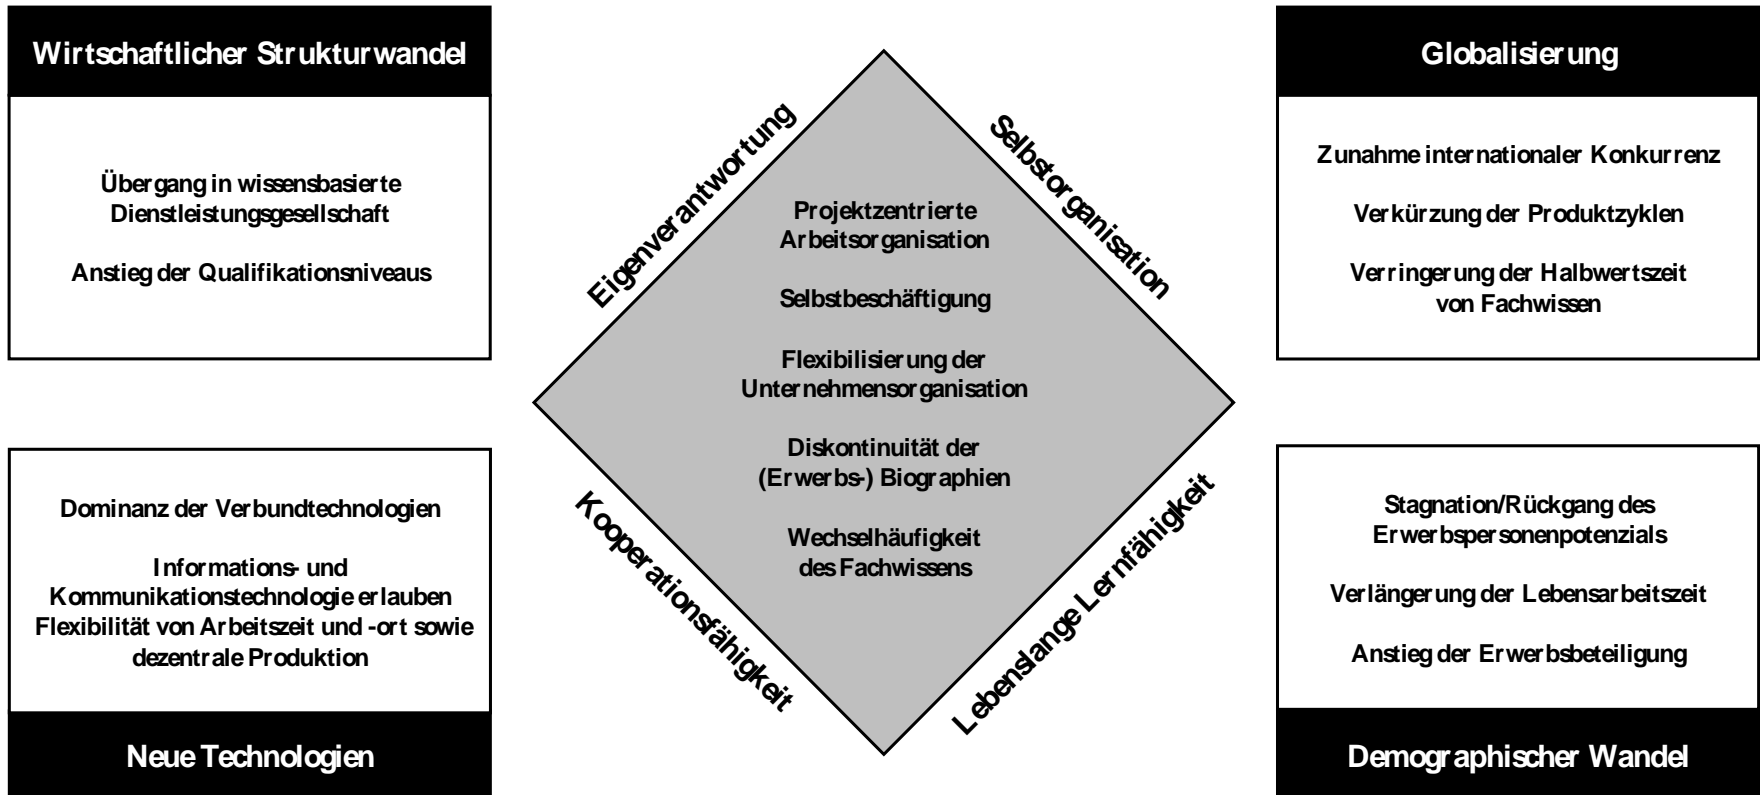 Wirtschaftlicher Strukturwandel
Übergang in wissensbasierte
Dienstleistungsgesellschaft
Anstieg der Qualifikationsniveaus
Globalisierung
Zunahme internationaler Konkurrenz
Verkürzung der Produktzyklen
Verringerung der Halbwertszeit
von Fachwissen
Eigenverantwortung
Selbstorganisation
Projektzentrierte
Arbeitsorganisation
Selbstbeschäftigung
Flexibilisierung der
Unternehmensorganisation
Diskontinuität der
(Erwerbs-) Biographien
Wechselhäufigkeit
des Fachwissens
Kooperationsfähigkeit
Lebenslange Lernfähigkeit
Dominanz der Verbundtechnologien
Informations- und
Kommunikationstechnologie erlauben
Flexibilität von Arbeitszeit und -ort sowie
dezentrale Produktion
Neue Technologien
Stagnation/Rückgang des
Erwerbspersonenpotenzials
Verlängerung der Lebensarbeitszeit
Anstieg der Erwerbsbeteiligung
Demographischer Wandel